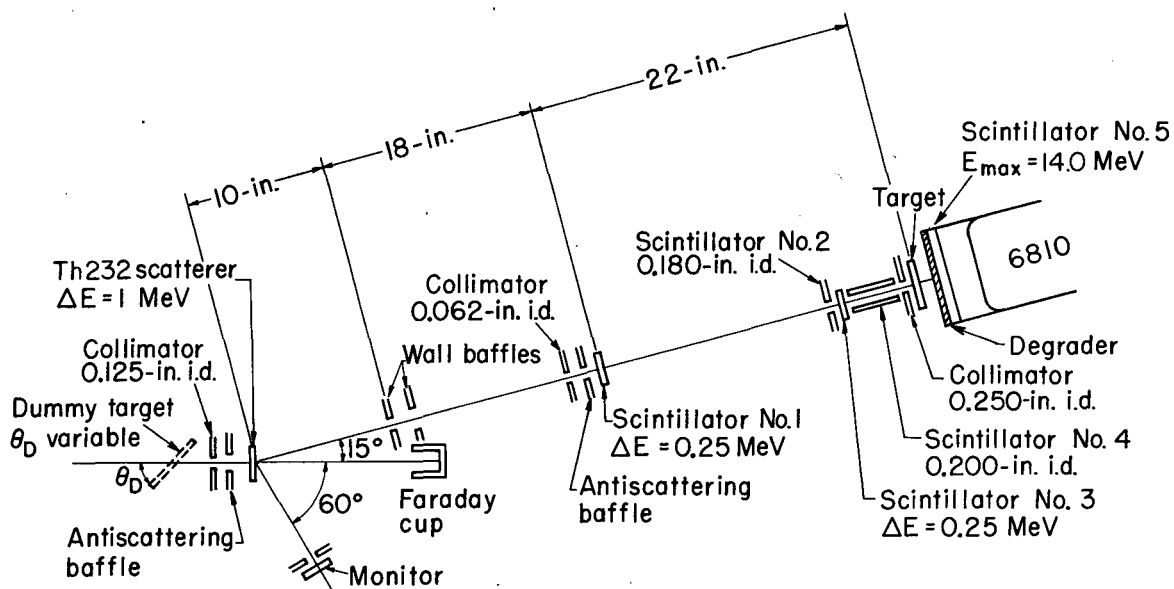 22-in.
18-in.
10-in.
Scintillator No. 5
E max = 14.0 MeV
Target
6810
Scintillator No. 2
0.180-in. i.d.
Th232 scatterer
ΔE = 1 MeV
Collimator
0.062-in. i.d.
Collimator
0.125-in. i.d.
Wall baffles
Degrader
Dummy target
θD variable
Collimator
0.250-in. i.d.
Scintillator No. 1
ΔE = 0.25 MeV
Scintillator No. 4
0.200-in. i.d.
15°
θD
60°
Faraday
cup
Antiscattering
baffle
Scintillator No. 3
ΔE = 0.25 MeV
Antiscattering
baffle
Monitor